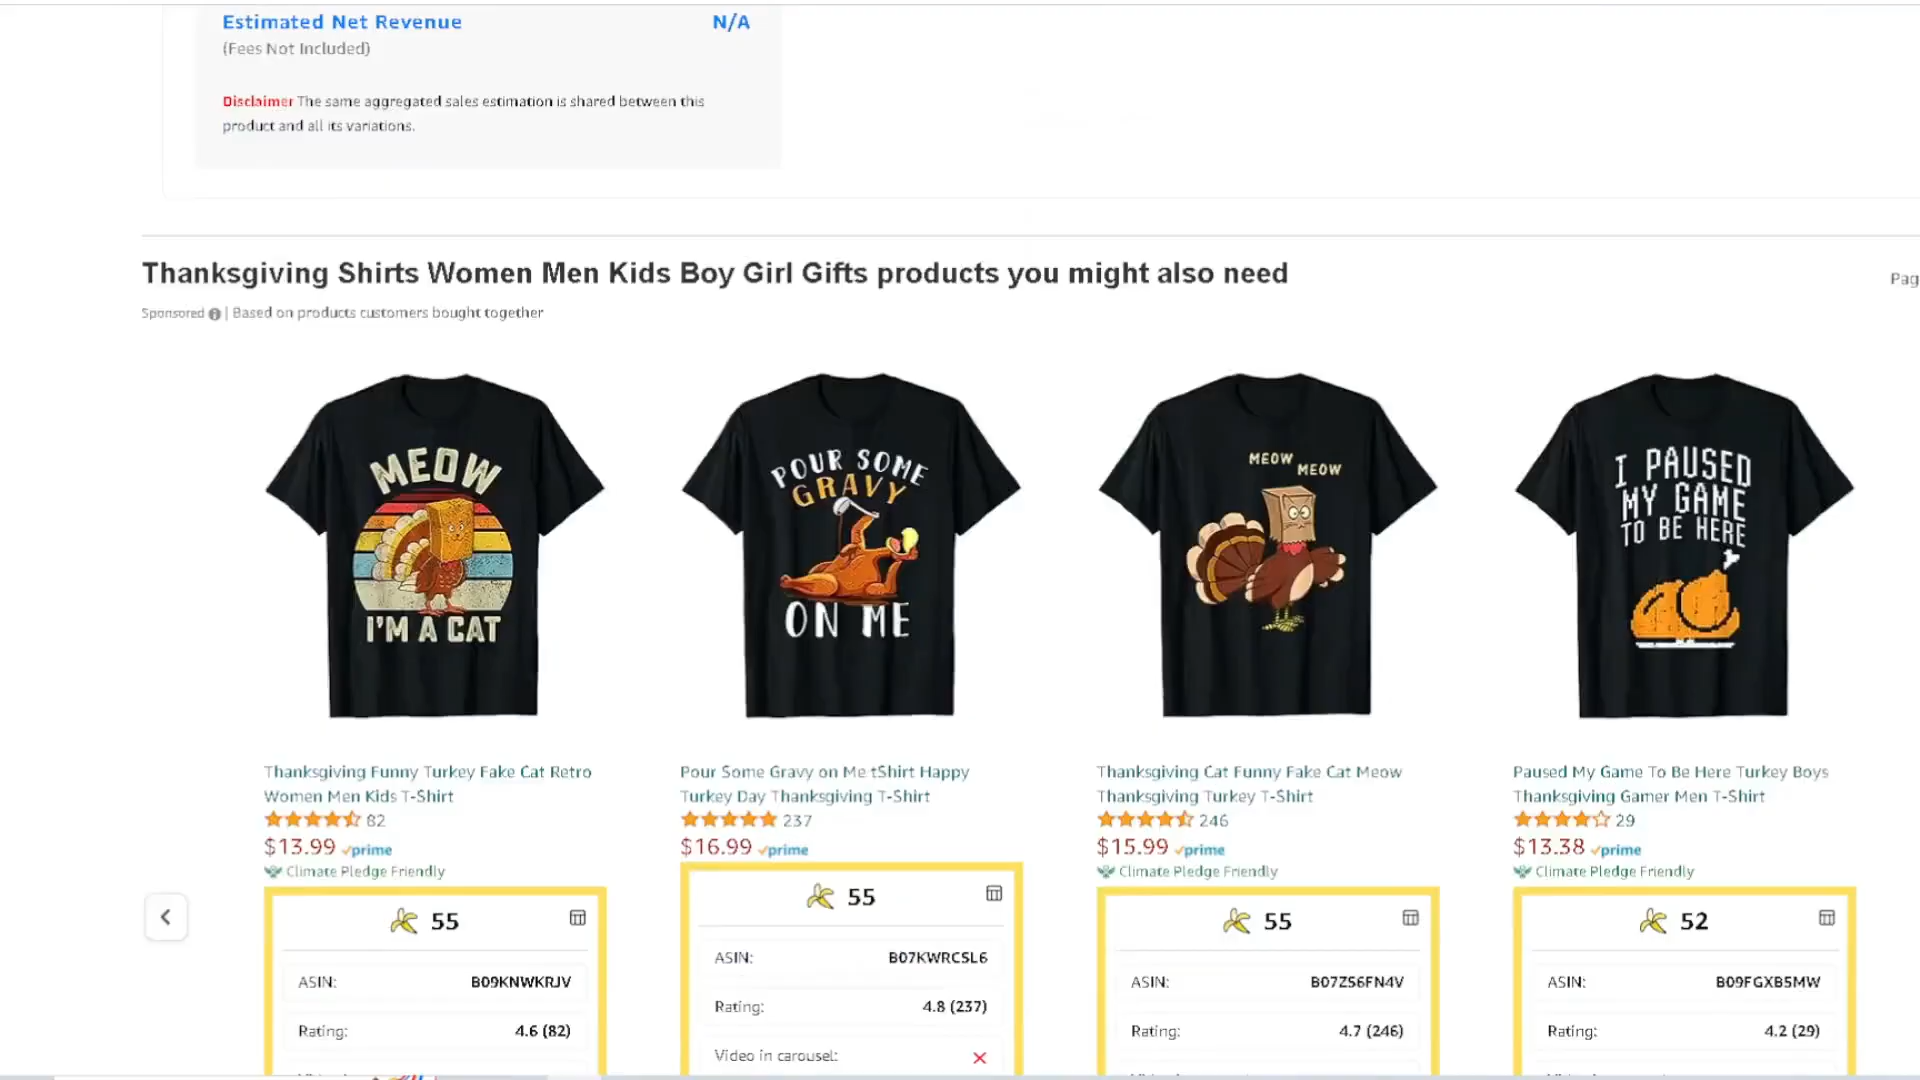 Estimated Net Revenue N/A
(Fees Not Included)
Disclaimer The same aggregated sales estimation is shared between this
product and all its variations.
Thanksgiving Shirts Women Men Kids Boy Girl Gifts products you might also need
Pag
Sponsored | Based on products customers bought together
MEOW
I'M A CAT
POUR SOME
GRAVY
ON ME
MEOW
MEOW
I PAUSED
MY GAME
TO BE HERE
Thanksgiving Funny Turkey Fake Cat Retro
Women Men Kids T-Shirt
82
$13.99 prime
Climate Pledge Friendly
55
ASIN: B09KNWKRJV
Rating: 4.6 (82)
Pour Some Gravy on Me tShirt Happy
Turkey Day Thanksgiving T-Shirt
237
$16.99 prime
55
ASIN: B07KWRCSL6
Rating: 4.8 (237)
Video in carousel:
Thanksgiving Cat Funny Fake Cat Meow
Thanksgiving Turkey T-Shirt
246
$15.99 prime
Climate Pledge Friendly
55
ASIN: B07ZS6FN4V
Rating: 4.7 (246)
Paused My Game To Be Here Turkey Boys
Thanksgiving Gamer Men T-Shirt
29
$13.38 prime
Climate Pledge Friendly
52
ASIN: B09FGXB5MW
Rating: 4.2 (29)